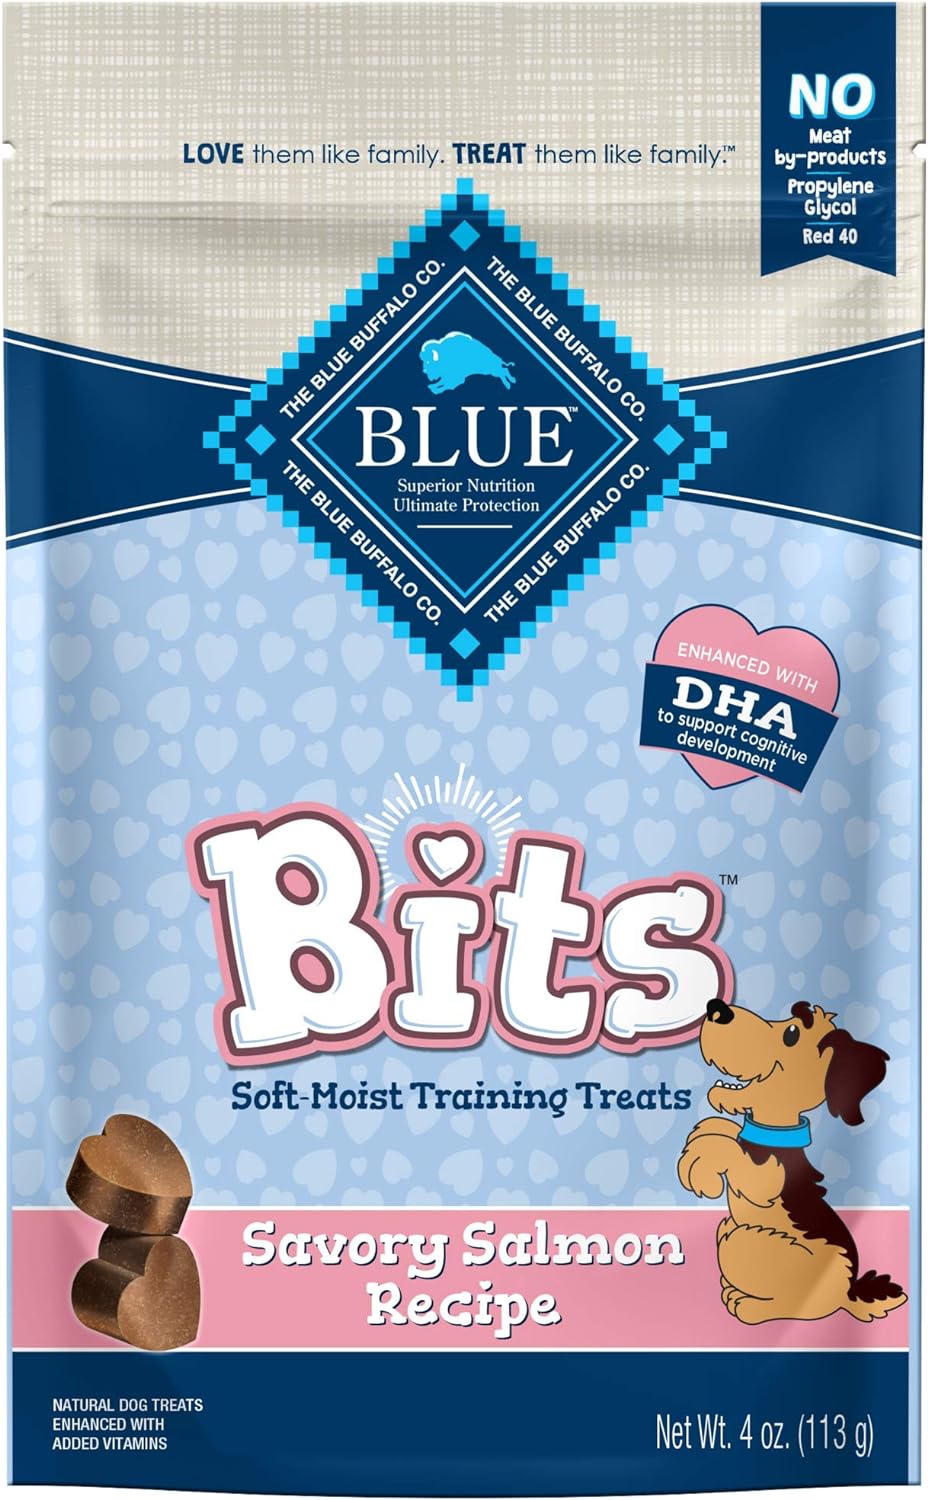 NO
Meat
by-products
Propylene
Glycol
Red 40
LOVE them like family. TREAT them like family.™
THE BLUE BUFFALO CO.
THE BLUE BUFFALO CO.
BLUE™
Superior Nutrition
Ultimate Protection
THE BLUE BUFFALO CO.
THE BLUE BUFFALO CO.
ENHANCED WITH
DHA
to support cognitive
development
Bits™
Soft-Moist Training Treats
Savory Salmon
Recipe
NATURAL DOG TREATS
ENHANCED WITH
ADDED VITAMINS
Net Wt. 4 oz. (113 g)